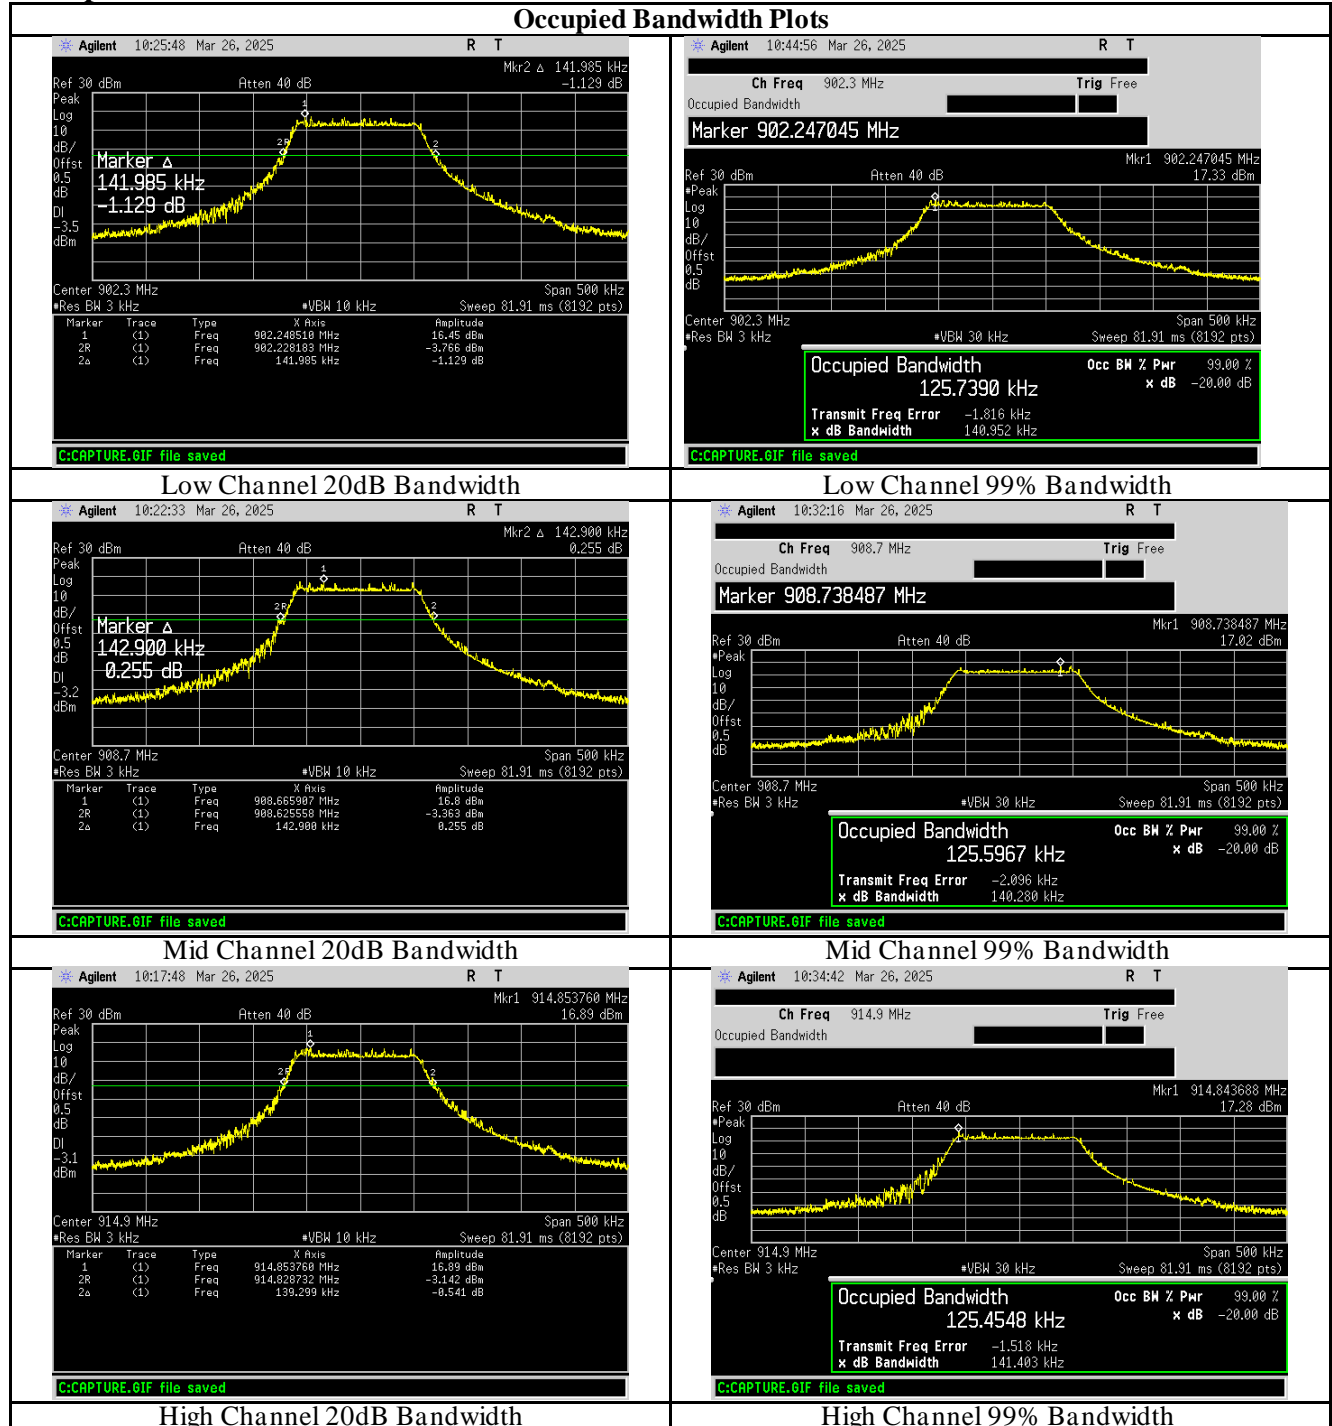 Occupied Bandwidth Plots
Agilent 10:25:48 Mar 26, 2025 R T
Mkr2 Δ 141.985 kHz
Ref 30 dBm Atten 40 dB -1.129 dB
Peak
Log
10
dB/
Offst
0.5
dB
DI
-3.5
dBm
1
2R
2
Marker Δ
141.985 kHz
-1.129 dB
Center 902.3 MHz Span 500 kHz
#Res BW 3 kHz #VBW 10 kHz Sweep 81.91 ms (8192 pts)
Marker Trace Type X Axis Amplitude
1 (1) Freq 902.248510 MHz 16.45 dBm
2R (1) Freq 902.228183 MHz -3.766 dBm
2Δ (1) Freq 141.985 kHz -1.129 dB
C:CAPTURE.GIF file saved
Low Channel 20dB Bandwidth
Agilent 10:44:56 Mar 26, 2025 R T
Ch Freq 902.3 MHz Trig Free
Occupied Bandwidth
Marker 902.247045 MHz
Mkr1 902.247045 MHz
Ref 30 dBm Atten 40 dB 17.33 dBm
#Peak
Log
10
dB/
Offst
0.5
dB
1
Center 902.3 MHz Span 500 kHz
#Res BW 3 kHz #VBW 30 kHz Sweep 81.91 ms (8192 pts)
Occupied Bandwidth Occ BW % Pwr 99.00 %
125.7390 kHz x dB -20.00 dB
Transmit Freq Error -1.816 kHz
x dB Bandwidth 140.952 kHz
C:CAPTURE.GIF file saved
Low Channel 99% Bandwidth
Agilent 10:22:33 Mar 26, 2025 R T
Mkr2 Δ 142.900 kHz
Ref 30 dBm Atten 40 dB 0.255 dB
Peak
Log
10
dB/
Offst
0.5
dB
DI
-3.2
dBm
1
2R
2
Marker Δ
142.900 kHz
0.255 dB
Center 908.7 MHz Span 500 kHz
#Res BW 3 kHz #VBW 10 kHz Sweep 81.91 ms (8192 pts)
Marker Trace Type X Axis Amplitude
1 (1) Freq 908.665907 MHz 16.8 dBm
2R (1) Freq 908.625558 MHz -3.363 dBm
2Δ (1) Freq 142.900 kHz 0.255 dB
C:CAPTURE.GIF file saved
Mid Channel 20dB Bandwidth
Agilent 10:32:16 Mar 26, 2025 R T
Ch Freq 908.7 MHz Trig Free
Occupied Bandwidth
Marker 908.738487 MHz
Mkr1 908.738487 MHz
Ref 30 dBm Atten 40 dB 17.02 dBm
#Peak
Log
10
dB/
Offst
0.5
dB
1
Center 908.7 MHz Span 500 kHz
#Res BW 3 kHz #VBW 30 kHz Sweep 81.91 ms (8192 pts)
Occupied Bandwidth Occ BW % Pwr 99.00 %
125.5967 kHz x dB -20.00 dB
Transmit Freq Error -2.096 kHz
x dB Bandwidth 140.280 kHz
C:CAPTURE.GIF file saved
Mid Channel 99% Bandwidth
Agilent 10:17:48 Mar 26, 2025 R T
Mkr1 914.853760 MHz
Ref 30 dBm Atten 40 dB 16.89 dBm
Peak
Log
10
dB/
Offst
0.5
dB
DI
-3.1
dBm
1
2R
2
Center 914.9 MHz Span 500 kHz
#Res BW 3 kHz #VBW 10 kHz Sweep 81.91 ms (8192 pts)
Marker Trace Type X Axis Amplitude
1 (1) Freq 914.853760 MHz 16.89 dBm
2R (1) Freq 914.828732 MHz -3.142 dBm
2Δ (1) Freq 139.299 kHz -0.541 dB
C:CAPTURE.GIF file saved
High Channel 20dB Bandwidth
Agilent 10:34:42 Mar 26, 2025 R T
Ch Freq 914.9 MHz Trig Free
Occupied Bandwidth
Mkr1 914.843688 MHz
Ref 30 dBm Atten 40 dB 17.28 dBm
#Peak
Log
10
dB/
Offst
0.5
dB
1
Center 914.9 MHz Span 500 kHz
#Res BW 3 kHz #VBW 30 kHz Sweep 81.91 ms (8192 pts)
Occupied Bandwidth Occ BW % Pwr 99.00 %
125.4548 kHz x dB -20.00 dB
Transmit Freq Error -1.518 kHz
x dB Bandwidth 141.403 kHz
C:CAPTURE.GIF file saved
High Channel 99% Bandwidth